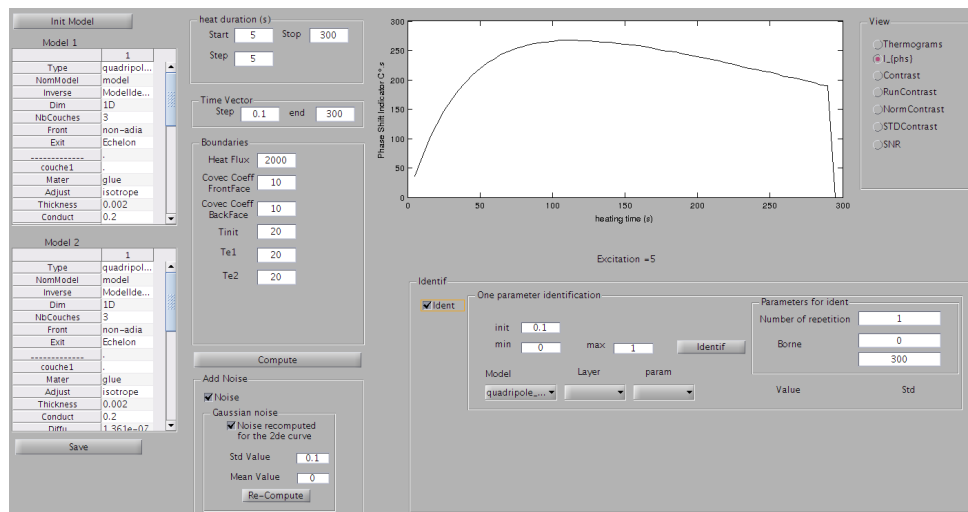 Init Model
Model 1
1
Type quadripol...
NomModel model
Inverse ModelIde...
Dim 1D
NbCouches 3
Front non-adia
Exit Echelon
_____________ .
couche1 .
Mater glue
Adjust isotrope
Thickness 0.002
Conduct 0.2
Model 2
1
Type quadripol...
NomModel model
Inverse ModelIde...
Dim 1D
NbCouches 3
Front non-adia
Exit Echelon
_____________ .
couche1 .
Mater glue
Adjust isotrope
Thickness 0.002
Conduct 0.2
Diffu 1.361e-07
Save
heat duration (s)
Start 5 Stop 300
Step 5
Time Vector
Step 0.1 end 300
Boundaries
Heat Flux 2000
Covec Coeff
FrontFace 10
Covec Coeff
BackFace 10
Tinit 20
Te1 20
Te2 20
Compute
Add Noise
Noise
Gaussian noise
Noise recomputed
for the 2de curve
Std Value 0.1
Mean Value 0
Re-Compute
Phase Shift Indicator C°.s
300
250
200
150
100
50
0
0 50 100 150 200 250 300
heating time (s)
Excitation =5
View
Thermograms
I_{phs}
Contrast
RunContrast
NormContrast
STDContrast
SNR
Identif
Ident
One parameter identification
init 0.1
min 0 max 1 Identif
Model Layer param
quadripole_...
Parameters for ident
Number of repetition 1
Borne 0
300
Value Std